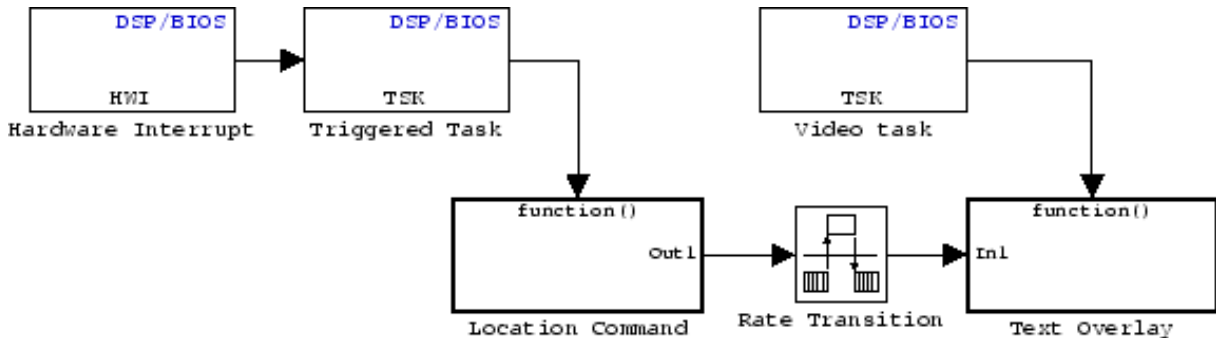 DSP/BIOS
HWI
Hardware Interrupt
DSP/BIOS
TSK
Triggered Task
DSP/BIOS
TSK
Video task
function()
Out1
Location Command
Rate Transition
function()
In1
Text Overlay